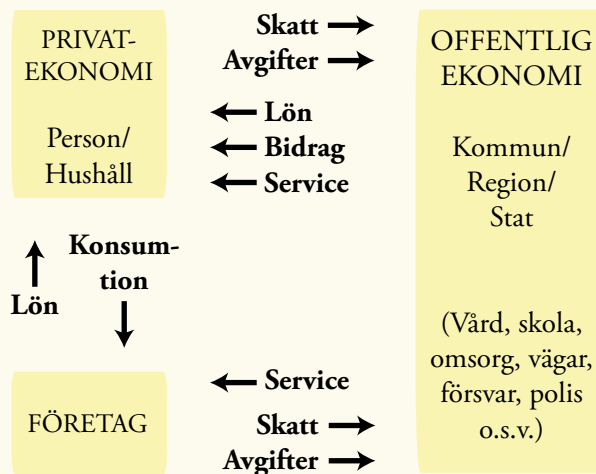 PRIVAT-
EKONOMI
Person/
Hushåll
Skatt
Avgifter
Lön
Bidrag
Service
OFFENTLIG
EKONOMI
Kommun/
Region/
Stat
(Vård, skola,
omsorg, vägar,
försvar, polis
o.s.v.)
Lön
Konsum-
tion
FÖRETAG
Service
Skatt
Avgifter